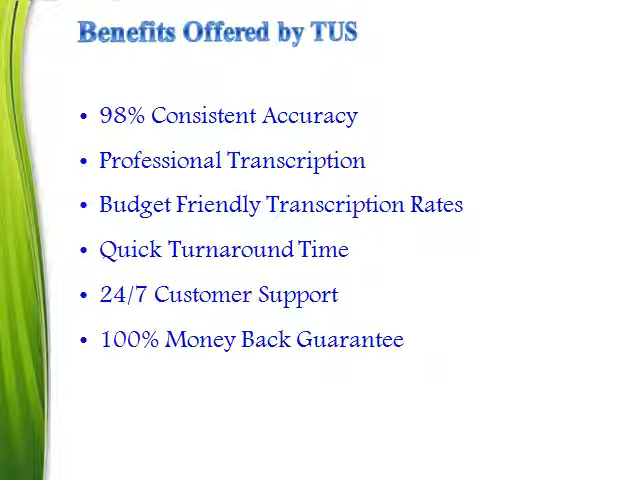 Benefits Offered by TUS
• 98% Consistent Accuracy
• Professional Transcription
• Budget Friendly Transcription Rates
• Quick Turnaround Time
• 24/7 Customer Support
• 100% Money Back Guarantee